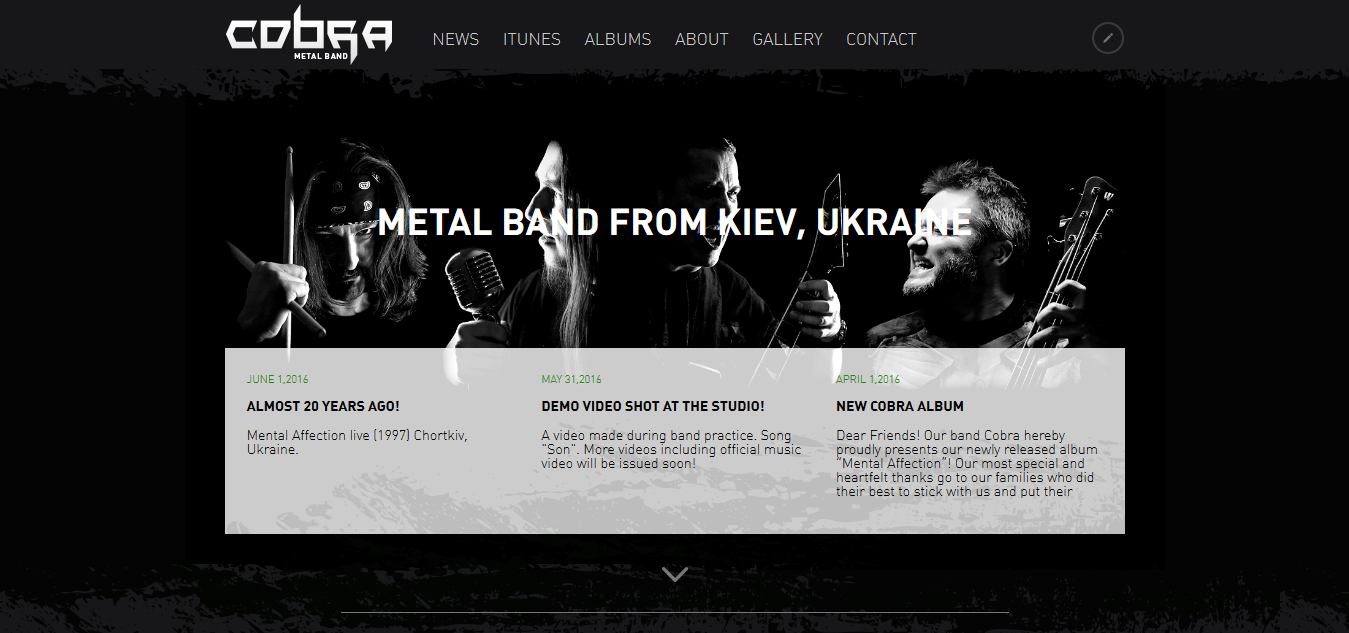 COBRA
METAL BAND
NEWS ITUNES ALBUMS ABOUT GALLERY CONTACT
METAL BAND FROM KIEV, UKRAINE
JUNE 1,2016
ALMOST 20 YEARS AGO!
Mental Affection live (1997) Chortkiv,
Ukraine.
MAY 31,2016
DEMO VIDEO SHOT AT THE STUDIO!
A video made during band practice. Song
"Son". More videos including official music
video will be issued soon!
APRIL 1,2016
NEW COBRA ALBUM
Dear Friends! Our band Cobra hereby
proudly presents our newly released album
"Mental Affection"! Our most special and
heartfelt thanks go to our families who did
their best to stick with us and put their